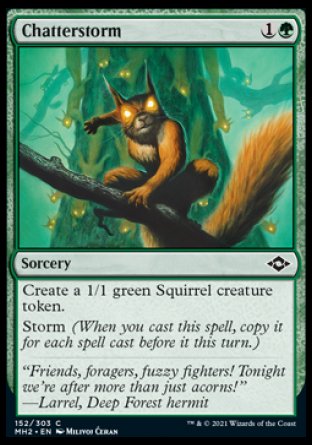 Chatterstorm 1
Sorcery
Create a 1/1 green Squirrel creature
token.
Storm (When you cast this spell, copy it
for each spell cast before it this turn.)
“Friends, foragers, fuzzy fighters! Tonight
we’re after more than just acorns!”
—Larrel, Deep Forest hermit
152/303 C
MH2 • EN Milivoj Ćeran
™ & © 2021 Wizards of the Coast